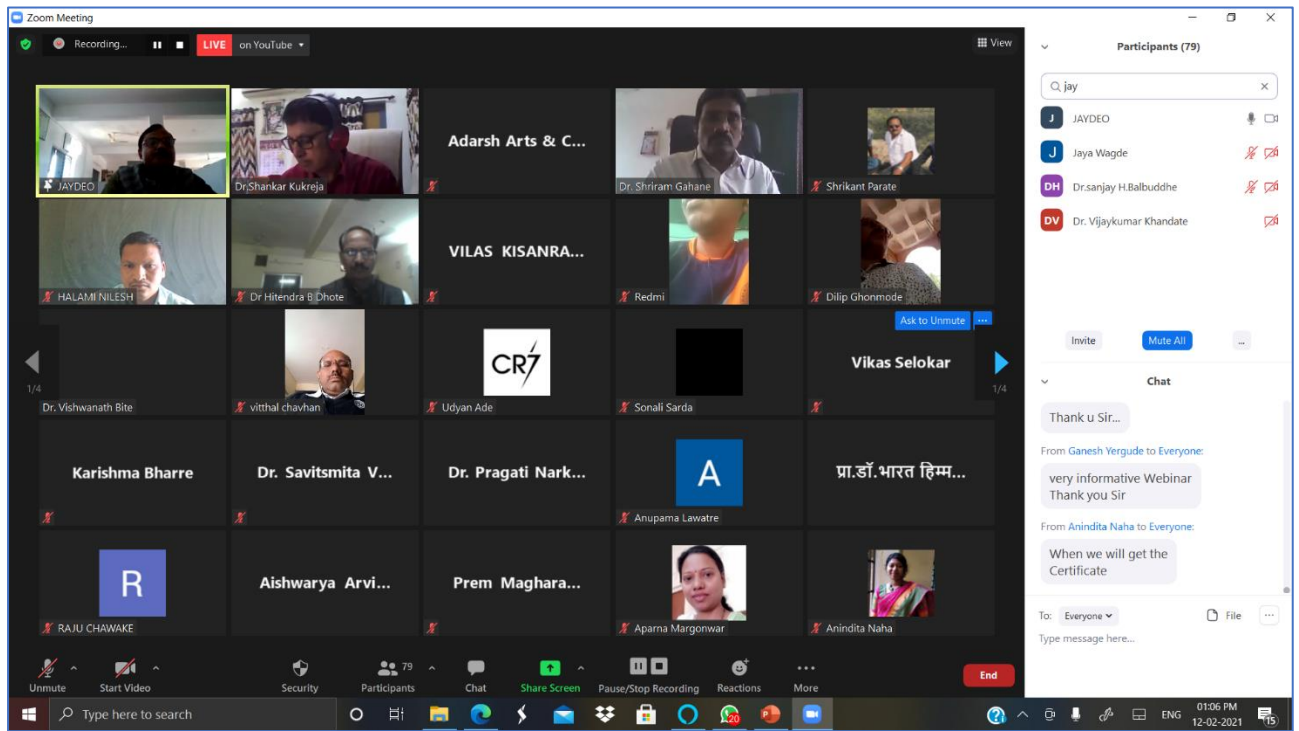 Zoom Meeting
Recording...
LIVE on YouTube
View
JAYDEO
Dr.Shankar Kukreja
Adarsh Arts & C...
Dr. Shriram Gahane
Shrikant Parate
HALAMI NILESH
Dr Hitendra B Dhote
VILAS KISANRA...
Redmi
Dilip Ghonmode
1/4
Dr. Vishwanath Bite
vitthal chavhan
CR7
Udyan Ade
Sonali Sarda
Ask to Unmute ...
Vikas Selokar
1/4
Karishma Bharre
Dr. Savitsmita V...
Dr. Pragati Nark...
A
Anupama Lawatre
प्रा.डॉ.भारत हिम्म...
R
RAJU CHAWAKE
Aishwarya Arvi...
Prem Maghara...
Aparna Margonwar
Anindita Naha
Unmute
Start Video
Security
79
Participants
Chat
Share Screen
Pause/Stop Recording
Reactions
More
End
Participants (79)
jay
J JAYDEO
J Jaya Wagde
DH Dr.sanjay H.Balbuddhe
DV Dr. Vijaykumar Khandate
Invite
Mute All
...
Chat
Thank u Sir...
From Ganesh Yergude to Everyone:
very informative Webinar
Thank you Sir
From Anindita Naha to Everyone:
When we will get the
Certificate
To: Everyone
File
...
Type message here...
Type here to search
20
ENG
01:06 PM
12-02-2021
15